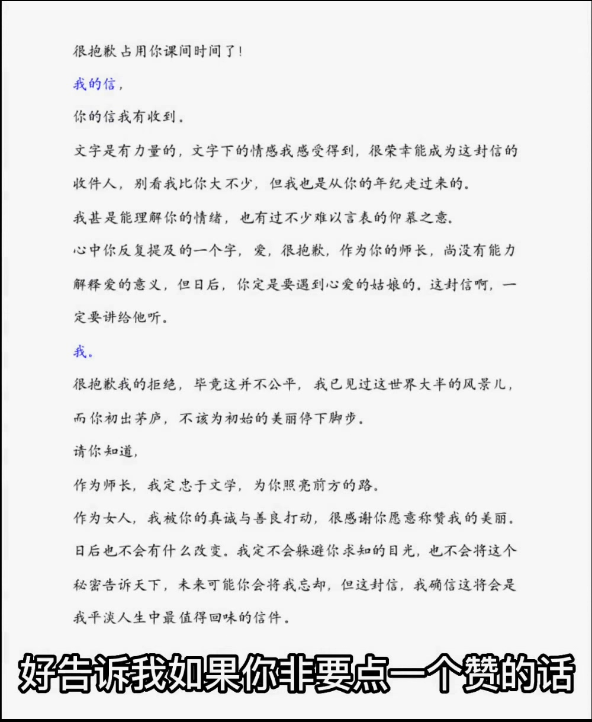 很抱歉占用你课间时间了！
我的信，
你的信我有收到。
文字是有力量的，文字下的情感我感受得到，很荣幸能成为这封信的
收件人，别看我比你大不少，但我也是从你的年纪走过来的。
我甚是能理解你的情绪，也有过不少难以言表的仰慕之意。
心中你反复提及的一个字，爱，很抱歉，作为你的师长，尚没有能力
解释爱的意义，但日后，你定是要遇到心爱的姑娘的。这封信啊，一
定要讲给他听。
我。
很抱歉我的拒绝，毕竟这并不公平，我已见过这世界大半的风景儿，
而你初出茅庐，不该为初始的美丽停下脚步。
请你知道，
作为师长，我定忠于文学，为你照亮前方的路。
作为女人，我被你的真诚与善良打动，很感谢你愿意称赞我的美丽。
日后也不会有什么改变。我定不会躲避你求知的目光，也不会将这个
秘密告诉天下，未来可能你会将我忘却，但这封信，我确信这将会是
我平淡人生中最值得回味的信件。
好告诉我如果你非要点一个赞的话